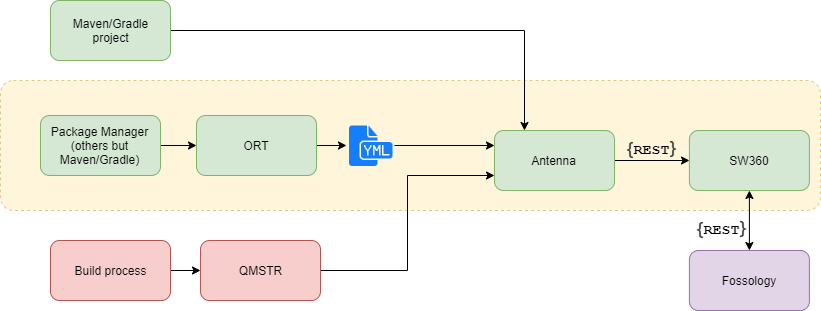 Maven/Gradle
project
Package Manager
(others but
Maven/Gradle)
ORT
YML
Antenna
{REST}
SW360
{REST}
Build process
QMSTR
Fossology